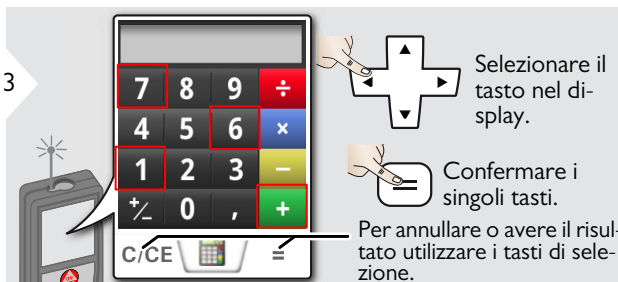 3
7 8 9 ÷
4 5 6 ×
1 2 3 −
+/− 0 , +
C/CE =
Selezionare il
tasto nel di-
splay.
=
Confermare i
singoli tasti.
Per annullare o avere il risul-
tato utilizzare i tasti di sele-
zione.